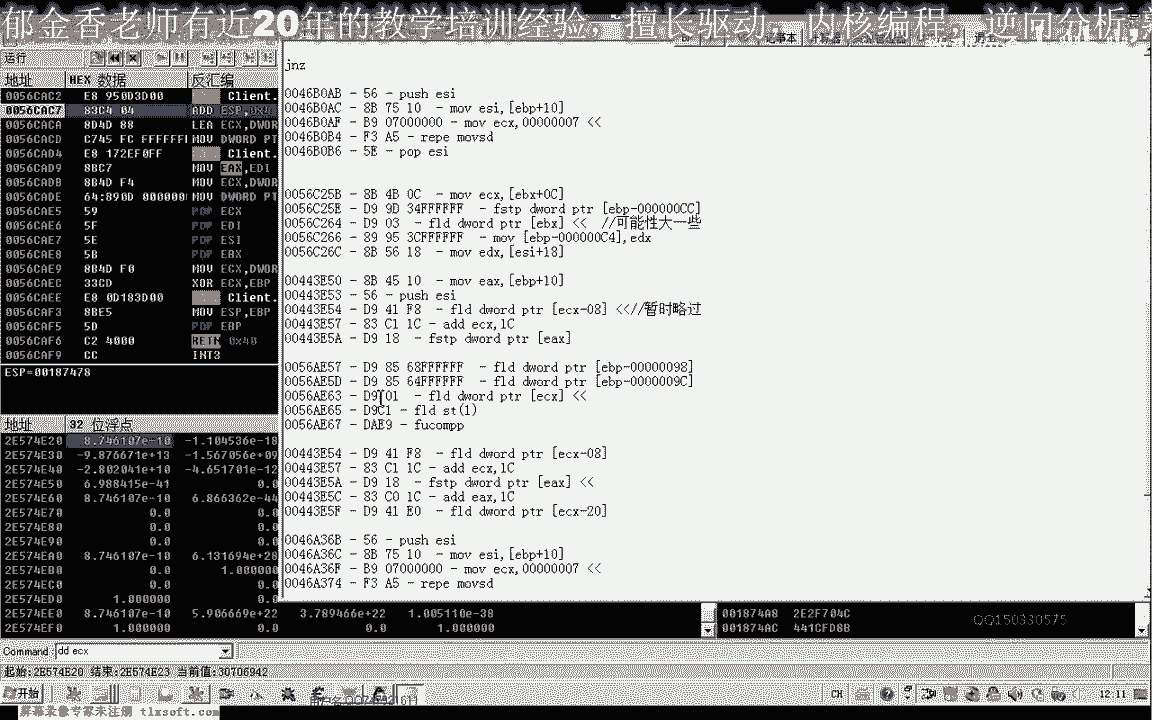 郁金香老师有近20年的教学培训经验，擅长驱动，内核编程，逆向分析,
运行
地址 HEX 数据 反汇编
0056CAC2 E8 950D3D00 Client.
0056CAC7 83C4 04 ADD ESP,
0056CACA 8D4D 88 LEA ECX,DWOR
0056CACD C745 FC FFFFFFF MOV DWORD PT
0056CAD4 E8 172EF0FF Client.
0056CAD9 8BC7 MOV EAX,EDI
0056CADB 8B4D F4 MOV ECX,DWOR
0056CADE 64:890D 000000 MOV DWORD PT
0056CAE5 59 POP ECX
0056CAE6 5F POP EDI
0056CAE7 5E POP ESI
0056CAE8 5B POP EBX
0056CAE9 8B4D F0 MOV ECX,DWOR
0056CAEC 33CD XOR ECX,EBP
0056CAEE E8 0D183D00 Client.
0056CAF3 8BE5 MOV ESP,EBP
0056CAF5 5D POP EBP
0056CAF6 C2 4000 RETN 0x40
0056CAF9 CC INT3
ESP=00187478
地址 32 位浮点
2E574E20 8.746107e-10 -1.104536e-18
2E574E30 -9.876671e+13 -1.567056e+09
2E574E40 -2.802041e+10 -4.651701e-12
2E574E50 6.988415e-41 0.0
2E574E60 8.746107e-10 6.866362e-44
2E574E70 0.0 0.0
2E574E80 0.0 0.0
2E574E90 0.0 0.0
2E574EA0 8.746107e-10 6.131694e+28
2E574EB0 0.0 1.000000
2E574EC0 0.0 0.0
2E574ED0 1.000000 0.0
2E574EE0 8.746107e-10 5.906669e+22 3.789466e+22 1.005110e-38
2E574EF0 1.000000 0.0 0.0 1.000000
jnz
0046B0AB - 56 - push esi
0046B0AC - 8B 75 10 - mov esi,[ebp+10]
0046B0AF - B9 07000000 - mov ecx,00000007 <<
0046B0B4 - F3 A5 - repe movsd
0046B0B6 - 5E - pop esi
0056C25B - 8B 4B 0C - mov ecx,[ebx+0C]
0056C25E - D9 9D 34FFFFFF - fstp dword ptr [ebp-000000CC]
0056C264 - D9 03 - fld dword ptr [ebx] << //可能性大一些
0056C266 - 89 95 3CFFFFFF - mov [ebp-000000C4],edx
0056C26C - 8B 56 18 - mov edx,[esi+18]
00443E50 - 8B 45 10 - mov eax,[ebp+10]
00443E53 - 56 - push esi
00443E54 - D9 41 F8 - fld dword ptr [ecx-08] <<//暂时略过
00443E57 - 83 C1 1C - add ecx,1C
00443E5A - D9 18 - fstp dword ptr [eax]
0056AE57 - D9 85 68FFFFFF - fld dword ptr [ebp-00000098]
0056AE5D - D9 85 64FFFFFF - fld dword ptr [ebp-0000009C]
0056AE63 - D9 01 - fld dword ptr [ecx] <<
0056AE65 - D9C1 - fld st(1)
0056AE67 - DAE9 - fucompp
00443E54 - D9 41 F8 - fld dword ptr [ecx-08]
00443E57 - 83 C1 1C - add ecx,1C
00443E5A - D9 18 - fstp dword ptr [eax] <<
00443E5C - 83 C0 1C - add eax,1C
00443E5F - D9 41 E0 - fld dword ptr [ecx-20]
0046A36B - 56 - push esi
0046A36C - 8B 75 10 - mov esi,[ebp+10]
0046A36F - B9 07000000 - mov ecx,00000007 <<
0046A374 - F3 A5 - repe movsd
001874A8 2E2F704C
001874AC 441CFD8B
QQ150330575
Command dd ecx
起始:2E574E20 结束:2E574E23 当前值:30706942
开始
CH
12:11
屏幕录像专家未注册 tlxsoft.com